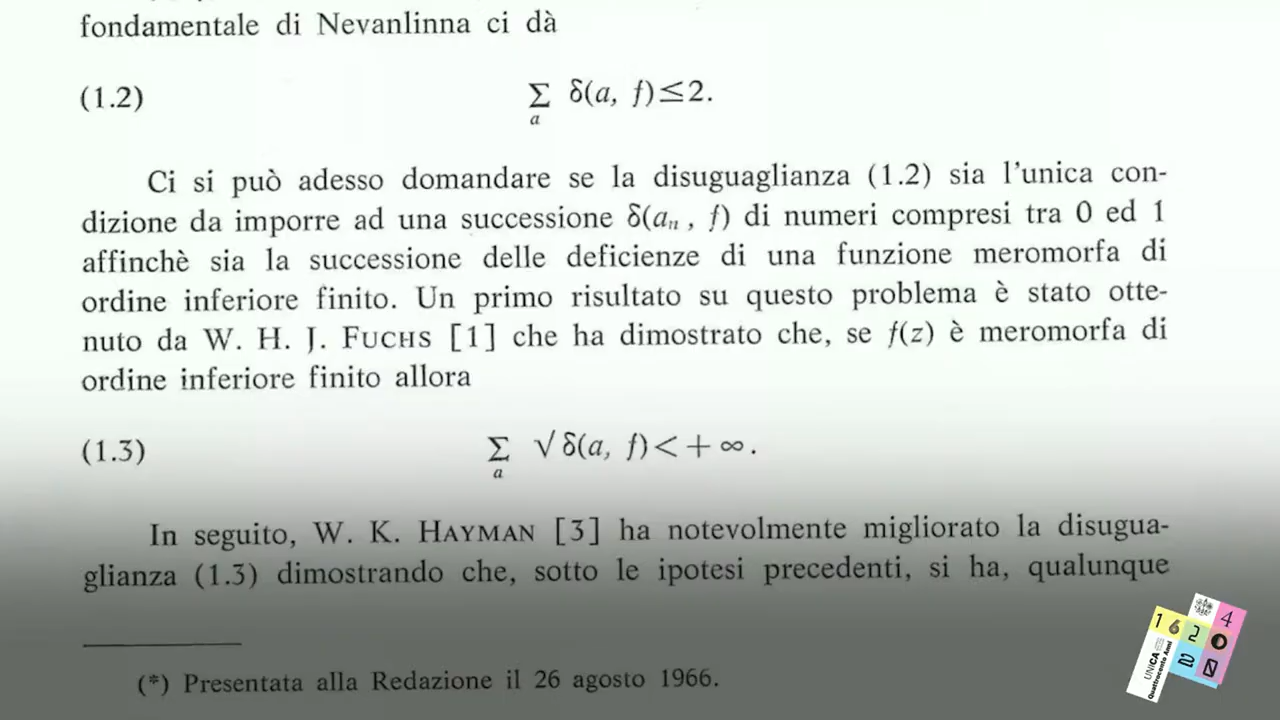 fondamentale di Nevanlinna ci dà
(1.2) Σ δ(a, f)≤2.
a
Ci si può adesso domandare se la disuguaglianza (1.2) sia l'unica con-
dizione da imporre ad una successione δ(aₙ, f) di numeri compresi tra 0 ed 1
affinchè sia la successione delle deficienze di una funzione meromorfa di
ordine inferiore finito. Un primo risultato su questo problema è stato otte-
nuto da W. H. J. FUCHS [1] che ha dimostrato che, se f(z) è meromorfa di
ordine inferiore finito allora
(1.3) Σ √δ(a, f)<+∞.
a
In seguito, W. K. HAYMAN [3] ha notevolmente migliorato la disugua-
glianza (1.3) dimostrando che, sotto le ipotesi precedenti, si ha, qualunque
(*) Presentata alla Redazione il 26 agosto 1966.
1 6 2 0
4 0 0
UNICA
Quattrocento Anni